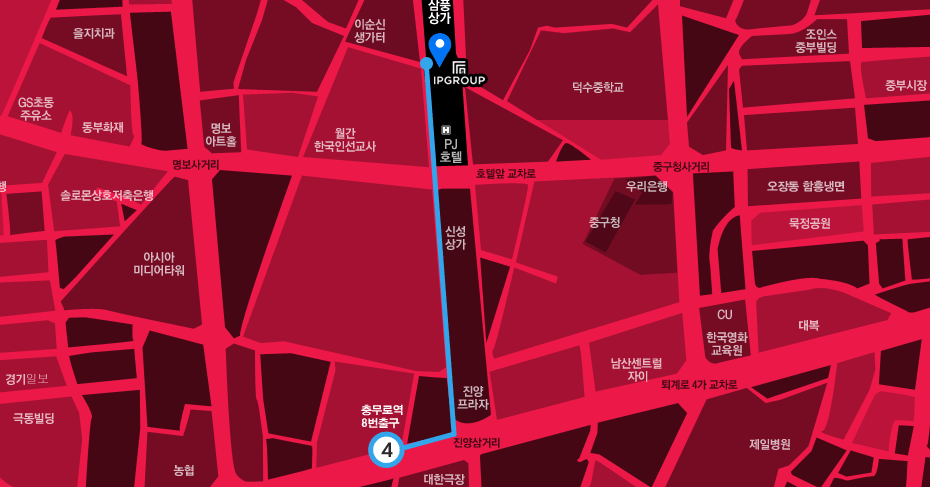 삼풍
상가
이순신
생가터
을지치과
조인스
중부빌딩
IPGROUP
덕수중학교
중부시장
GS초동
주유소
동부화재
명보
아트홀
월간
한국인선교사
H
PJ
호텔
명보사거리
호텔앞 교차로
중구청사거리
행
솔로몬상호저축은행
우리은행
오장동 함흥냉면
중구청
묵정공원
신성
상가
아시아
미디어타워
CU
한국영화
교육원
대복
남산센트럴
자이
퇴계로 4가 교차로
경기일보
진양
프라자
충무로역
8번출구
4
극동빌딩
진양삼거리
제일병원
농협
대한극장